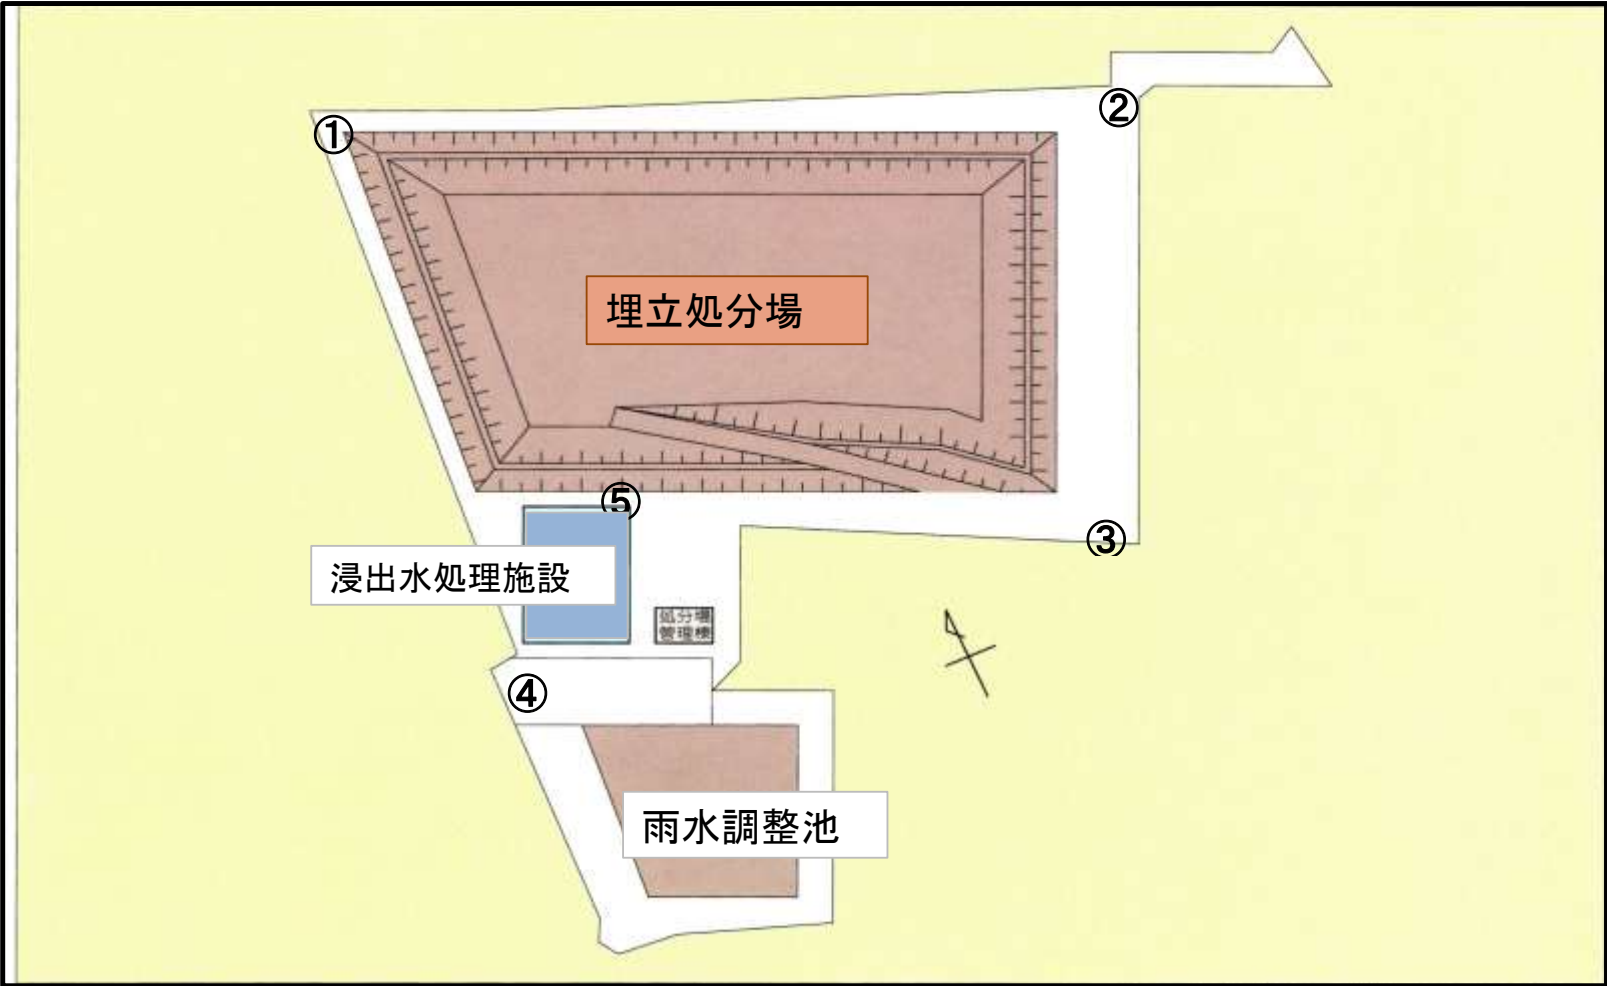 ②
①
埋立処分場
⑤
③
浸出水処理施設
処分場
管理棟
④
雨水調整池